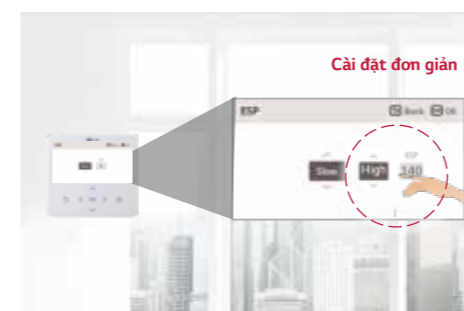 Cài đặt đơn giản
ESP Back OK
ESP
Slow High 140